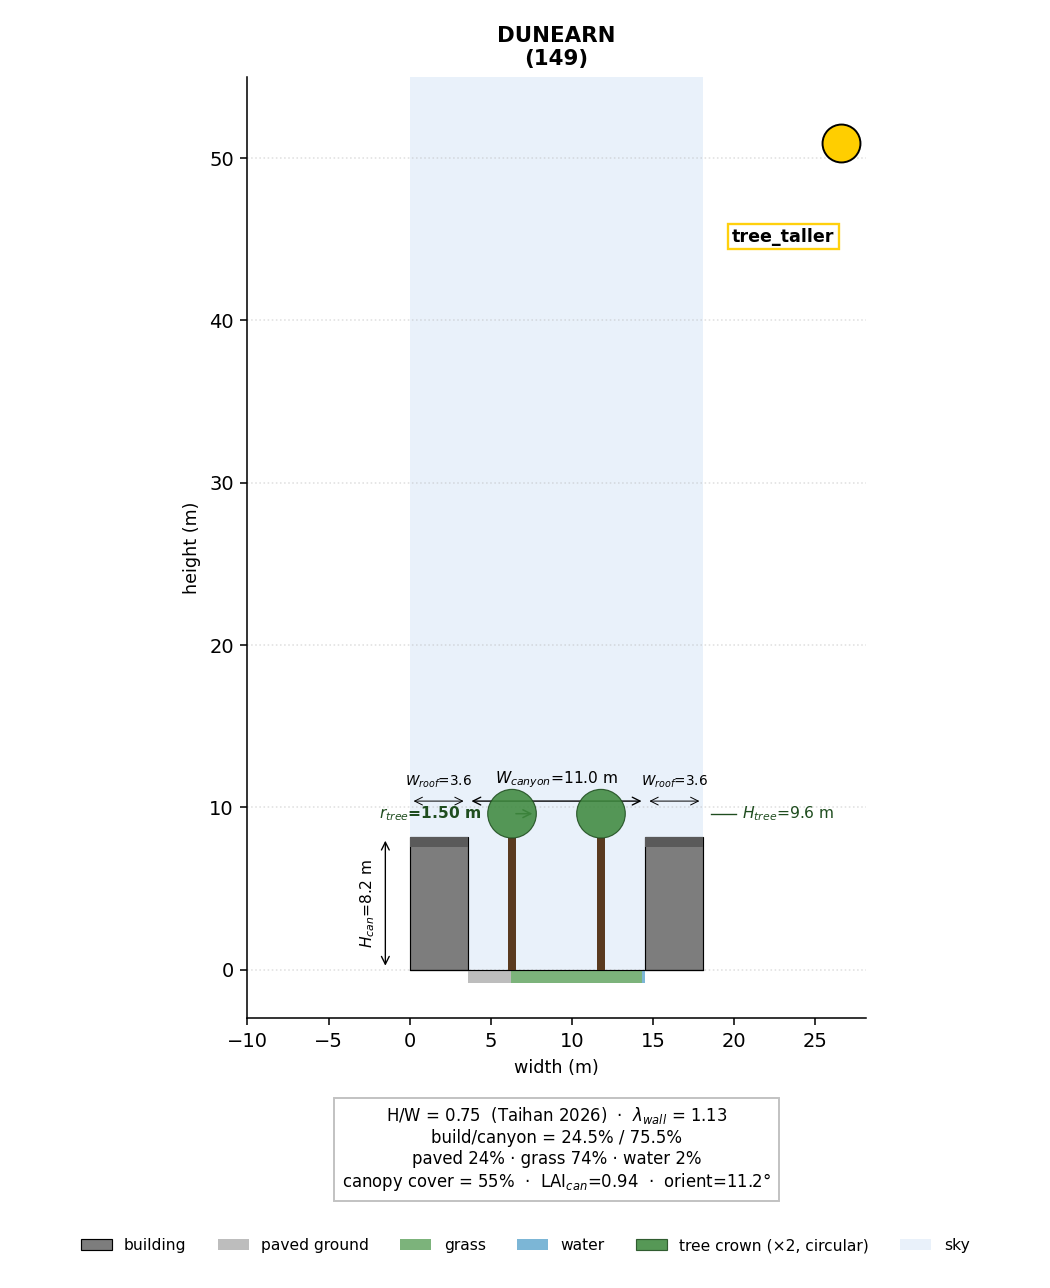 DUNEARN
(149)
50
tree_taller
40
30
height (m)
20
W_roof=3.6
W_canyon=11.0 m
W_roof=3.6
10
r_tree=1.50 m
H_tree=9.6 m
H_can=8.2 m
0
−10
−5
0
5
10
15
20
25
width (m)
H/W = 0.75 (Taihan 2026) · λ_wall = 1.13
build/canyon = 24.5% / 75.5%
paved 24% · grass 74% · water 2%
canopy cover = 55% · LAI_can=0.94 · orient=11.2°
building
paved ground
grass
water
tree crown (×2, circular)
sky